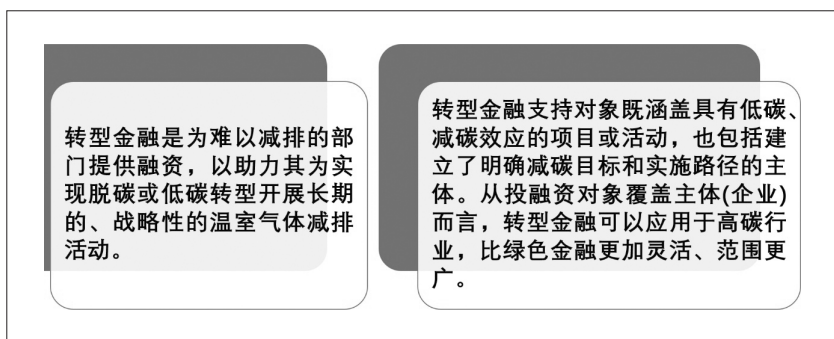 转型金融是为难以减排的部
门提供融资，以助力其为实
现脱碳或低碳转型开展长期
的、战略性的温室气体减排
活动。
转型金融支持对象既涵盖具有低碳、
减碳效应的项目或活动，也包括建
立了明确减碳目标和实施路径的主
体。从投融资对象覆盖主体(企业)
而言，转型金融可以应用于高碳行
业，比绿色金融更加灵活、范围更
广。